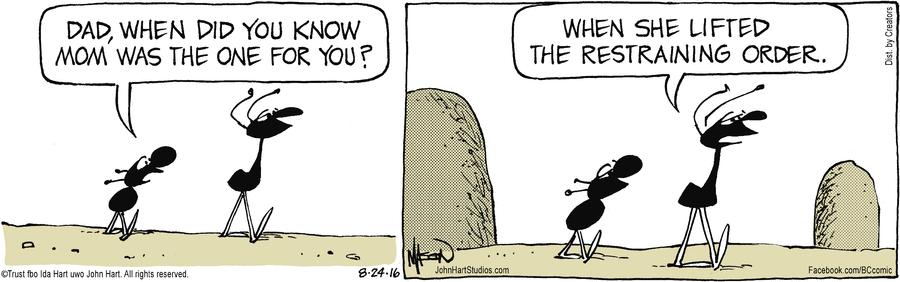 DAD, WHEN DID YOU KNOW
MOM WAS THE ONE FOR YOU?
©Trust fbo Ida Hart uwo John Hart. All rights reserved.
8-24-16
WHEN SHE LIFTED
THE RESTRAINING ORDER.
Dist. by Creators
MASON
JohnHartStudios.com
Facebook.com/BCcomic